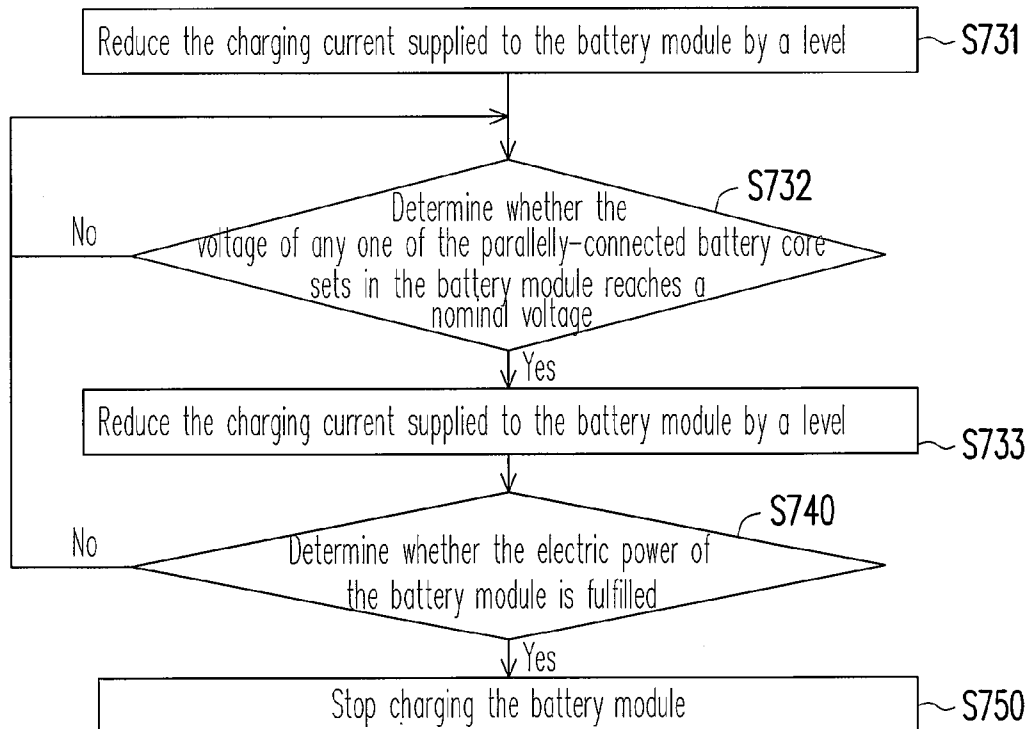 Reduce the charging current supplied to the battery module by a level
S731
S732
Determine whether the
voltage of any one of the parallelly-connected battery core
sets in the battery module reaches a
nominal voltage
No
Yes
Reduce the charging current supplied to the battery module by a level
S733
S740
No
Determine whether the electric power of
the battery module is fulfilled
Yes
Stop charging the battery module
S750